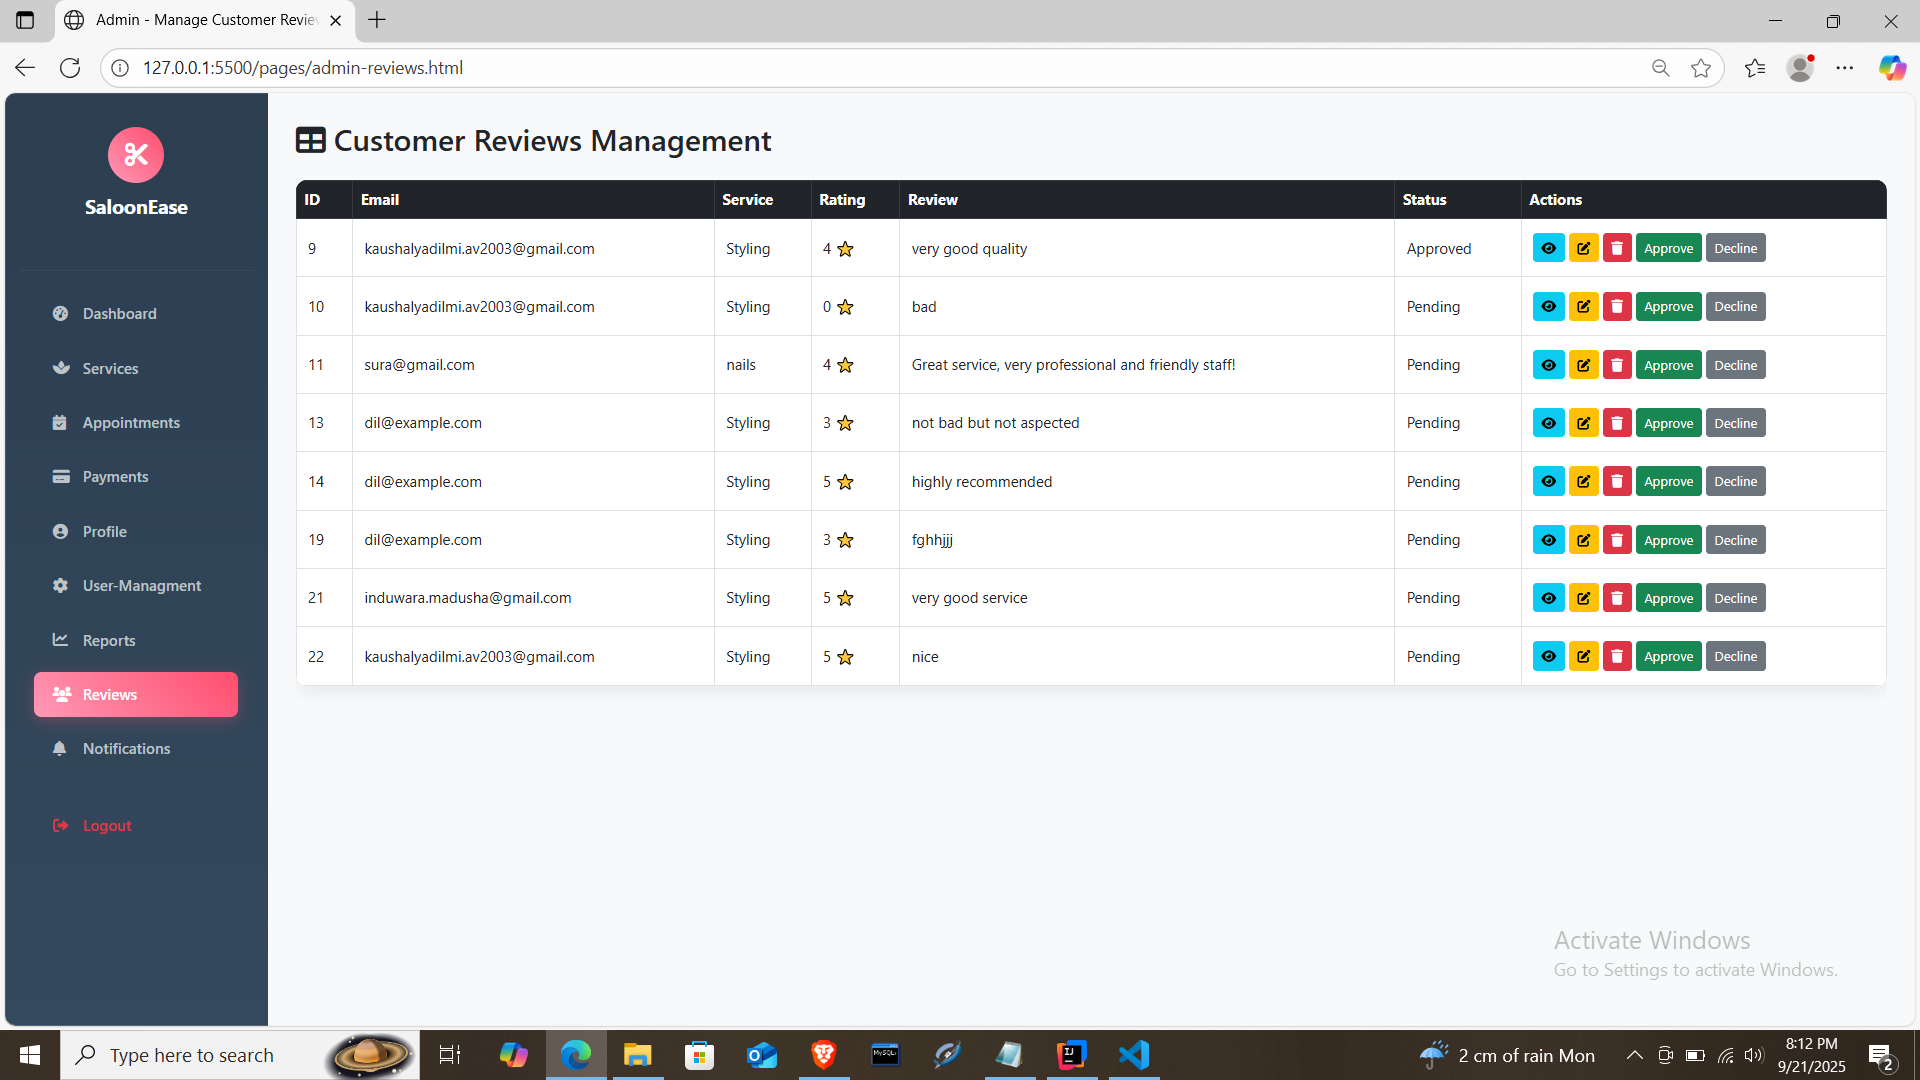 Admin - Manage Customer Revie
127.0.0.1:5500/pages/admin-reviews.html
SaloonEase
Dashboard
Services
Appointments
Payments
Profile
User-Managment
Reports
Reviews
Notifications
Logout
Customer Reviews Management
ID Email Service Rating Review Status Actions
9 kaushalyadilmi.av2003@gmail.com Styling 4 very good quality Approved Approve Decline
10 kaushalyadilmi.av2003@gmail.com Styling 0 bad Pending Approve Decline
11 sura@gmail.com nails 4 Great service, very professional and friendly staff! Pending Approve Decline
13 dil@example.com Styling 3 not bad but not aspected Pending Approve Decline
14 dil@example.com Styling 5 highly recommended Pending Approve Decline
19 dil@example.com Styling 3 fghhjjj Pending Approve Decline
21 induwara.madusha@gmail.com Styling 5 very good service Pending Approve Decline
22 kaushalyadilmi.av2003@gmail.com Styling 5 nice Pending Approve Decline
Activate Windows
Go to Settings to activate Windows.
Type here to search
MySQL
IJ
2 cm of rain Mon
8:12 PM
9/21/2025
2